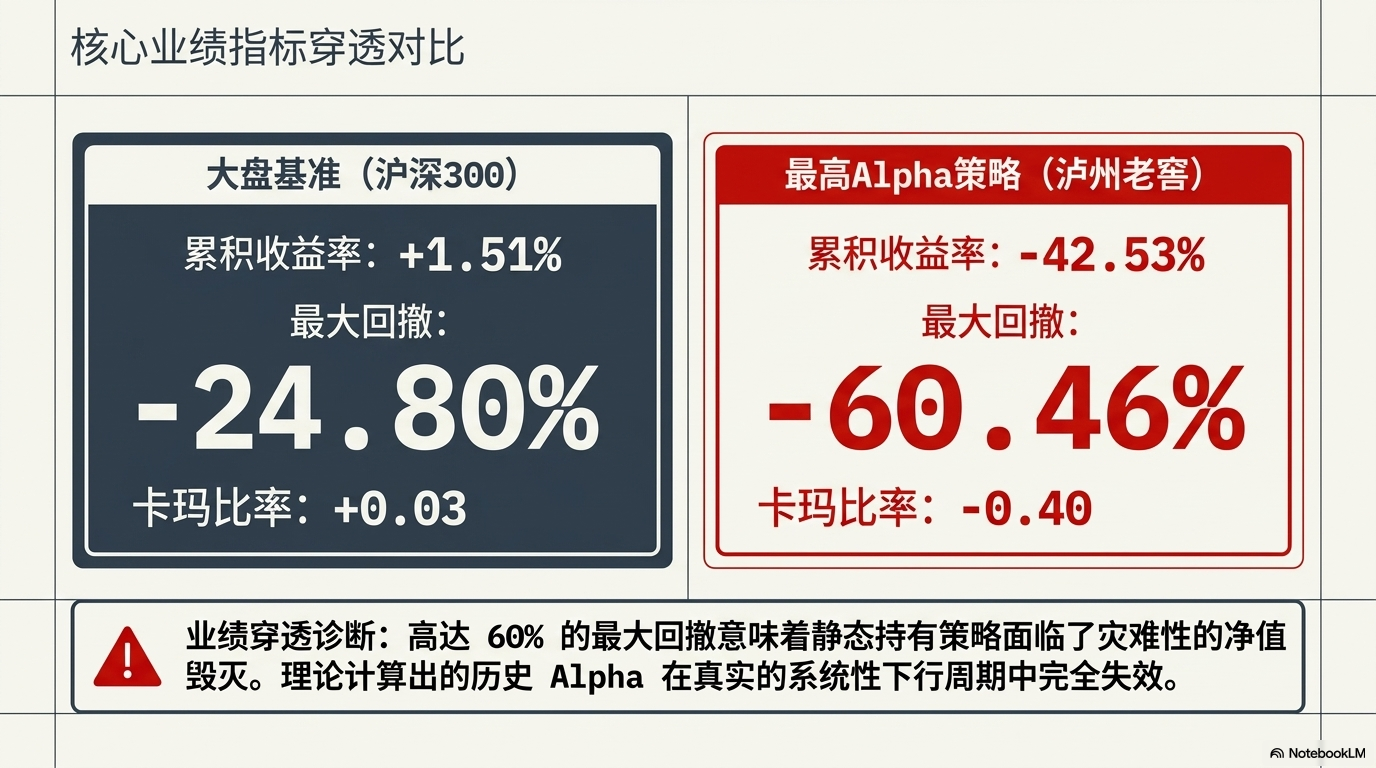 核心业绩指标穿透对比
大盘基准（沪深300）
累积收益率：+1.51%
最大回撤：
-24.80%
卡玛比率：+0.03
最高Alpha策略（泸州老窖）
累积收益率：-42.53%
最大回撤：
-60.46%
卡玛比率：-0.40
业绩穿透诊断：高达 60% 的最大回撤意味着静态持有策略面临了灾难性的净值
毁灭。理论计算出的历史 Alpha 在真实的系统性下行周期中完全失效。
NotebookLM